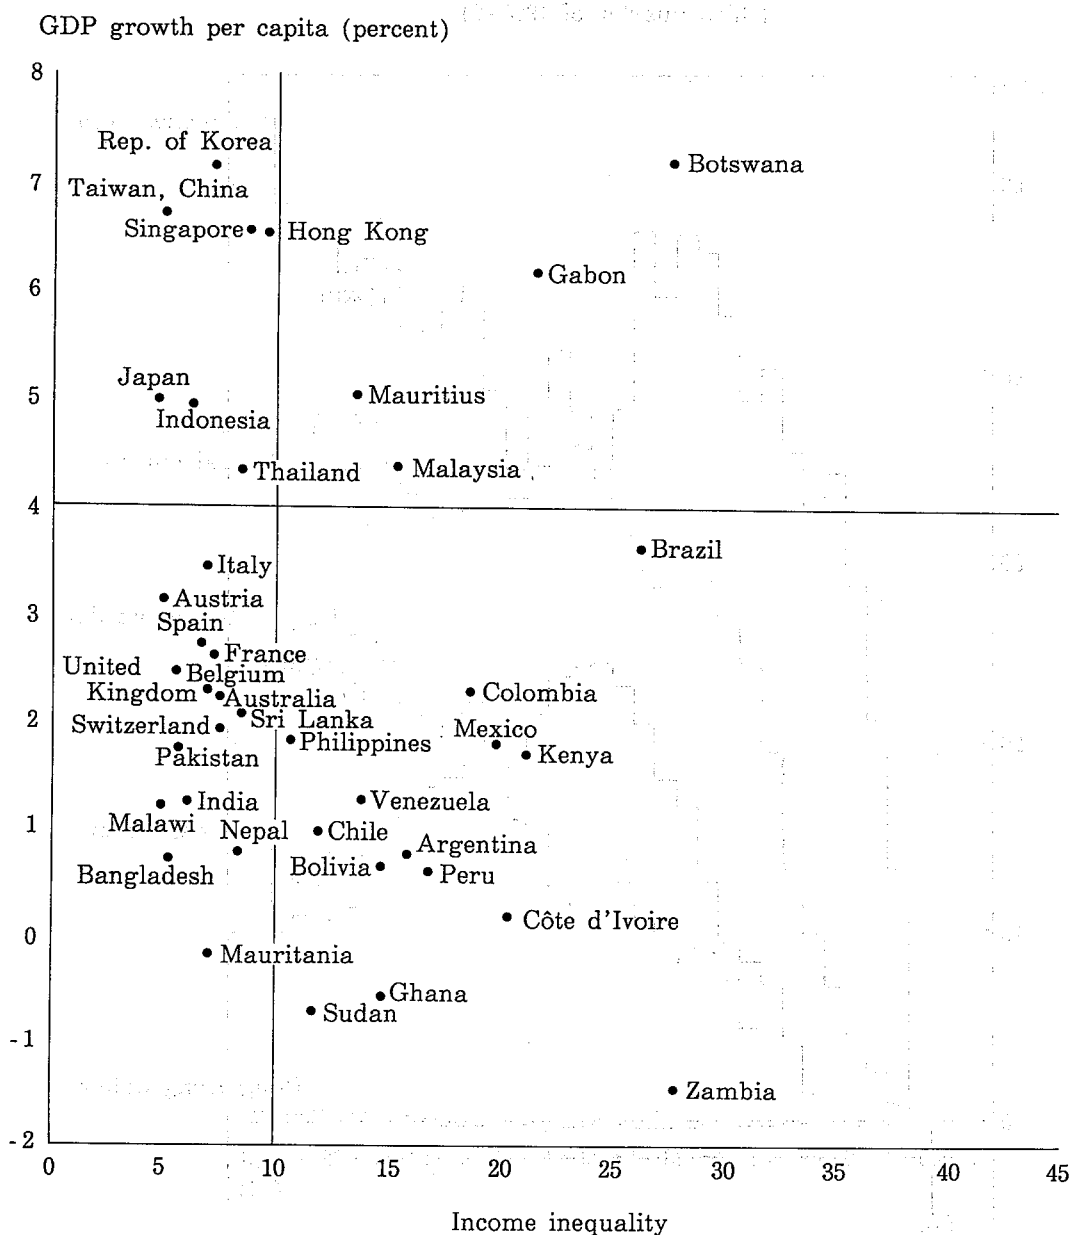 GDP growth per capita (percent)
8
Rep. of Korea
7
Botswana
Taiwan, China
Singapore
Hong Kong
6
Gabon
Japan
5
Mauritius
Indonesia
Thailand
Malaysia
4
Brazil
Italy
3
Austria
Spain
France
United
Kingdom
Belgium
Australia
Colombia
2
Sri Lanka
Switzerland
Mexico
Philippines
Kenya
Pakistan
India
Venezuela
1
Malawi
Nepal
Chile
Argentina
Bolivia
Peru
Bangladesh
Côte d'Ivoire
0
Mauritania
Ghana
Sudan
-1
Zambia
-2
0 5 10 15 20 25 30 35 40 45
Income inequality